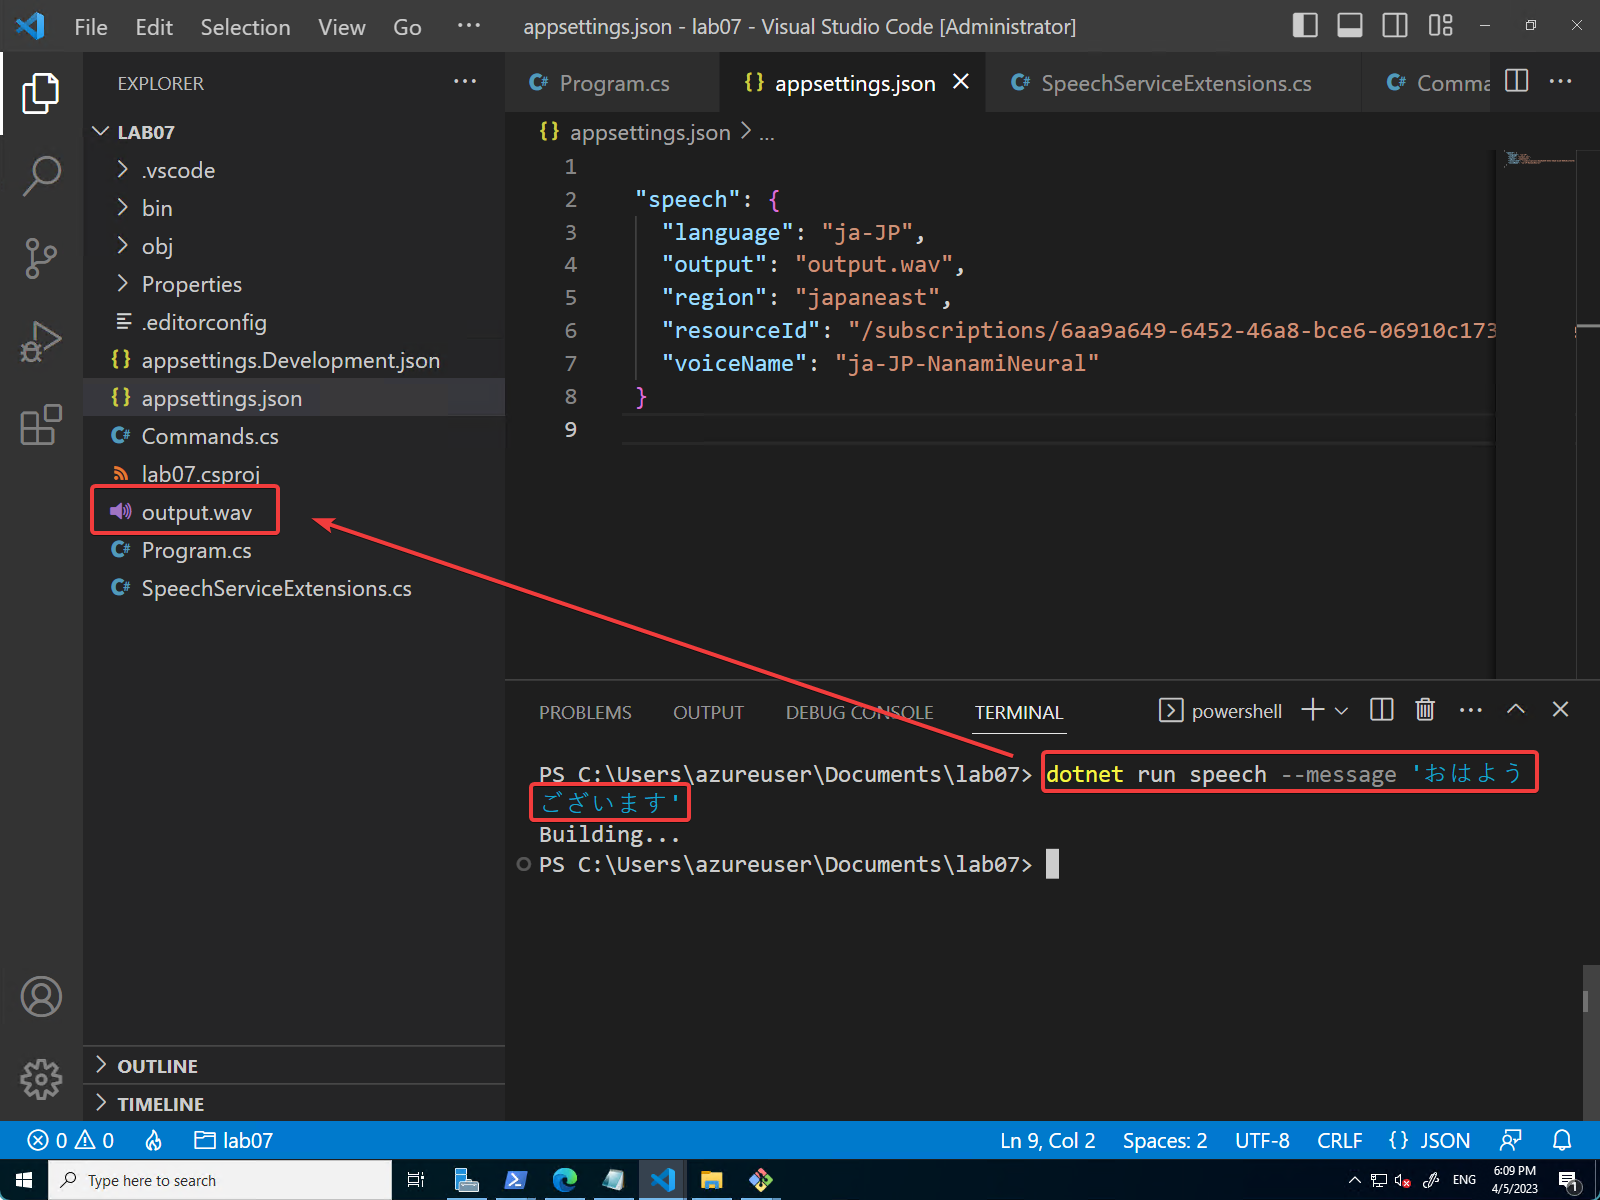 File Edit Selection View Go ··· appsettings.json - lab07 - Visual Studio Code [Administrator]
EXPLORER ···
LAB07
.vscode
bin
obj
Properties
.editorconfig
{} appsettings.Development.json
{} appsettings.json
C# Commands.cs
lab07.csproj
output.wav
C# Program.cs
C# SpeechServiceExtensions.cs
OUTLINE
TIMELINE
C# Program.cs {} appsettings.json C# SpeechServiceExtensions.cs C# Comma ···
{} appsettings.json > ...
1
2 "speech": {
3 "language": "ja-JP",
4 "output": "output.wav",
5 "region": "japaneast",
6 "resourceId": "/subscriptions/6aa9a649-6452-46a8-bce6-06910c173
7 "voiceName": "ja-JP-NanamiNeural"
8 }
9
PROBLEMS OUTPUT DEBUG CONSOLE TERMINAL powershell ···
PS C:\Users\azureuser\Documents\lab07> dotnet run speech --message 'おはよう
ございます'
Building...
PS C:\Users\azureuser\Documents\lab07>
0 0 lab07 Ln 9, Col 2 Spaces: 2 UTF-8 CRLF {} JSON
Type here to search ENG 6:09 PM
4/5/2023 1